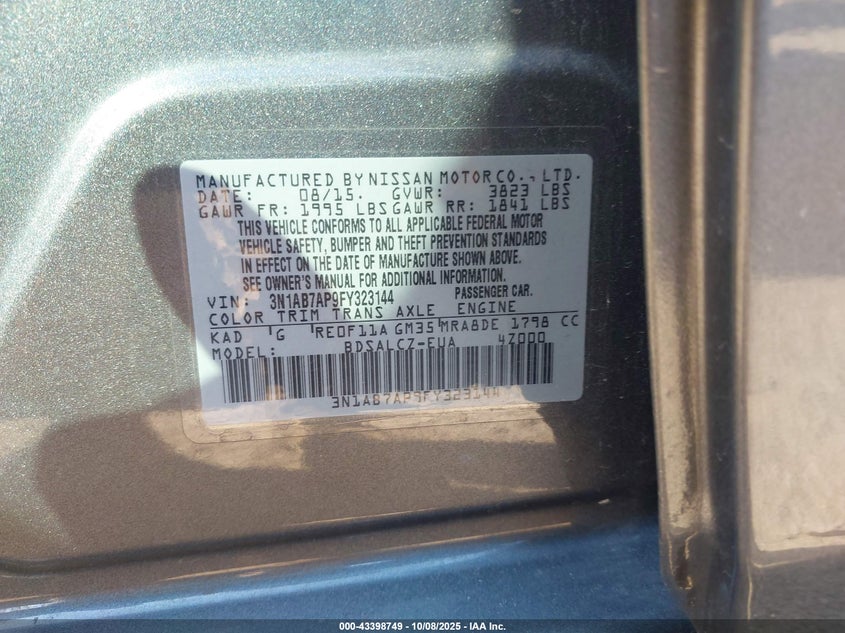 MANUFACTURED BY NISSAN MOTOR CO., LTD.
DATE: 08/15. GVWR: 3823 LBS
GAWR FR: 1995 LBS GAWR RR: 1841 LBS
THIS VEHICLE CONFORMS TO ALL APPLICABLE FEDERAL MOTOR
VEHICLE SAFETY, BUMPER AND THEFT PREVENTION STANDARDS
IN EFFECT ON THE DATE OF MANUFACTURE SHOWN ABOVE.
SEE OWNER'S MANUAL FOR ADDITIONAL INFORMATION.
VIN: 3N1AB7AP9FY323144 PASSENGER CAR.
COLOR TRIM TRANS AXLE ENGINE
KAD G RE0F11A GM35 MRA8DE 1798 CC
MODEL: BDSALCZ-EUA 4Z000
3N1AB7AP9FY323144
000-43398749 - 10/08/2025 - IAA Inc.